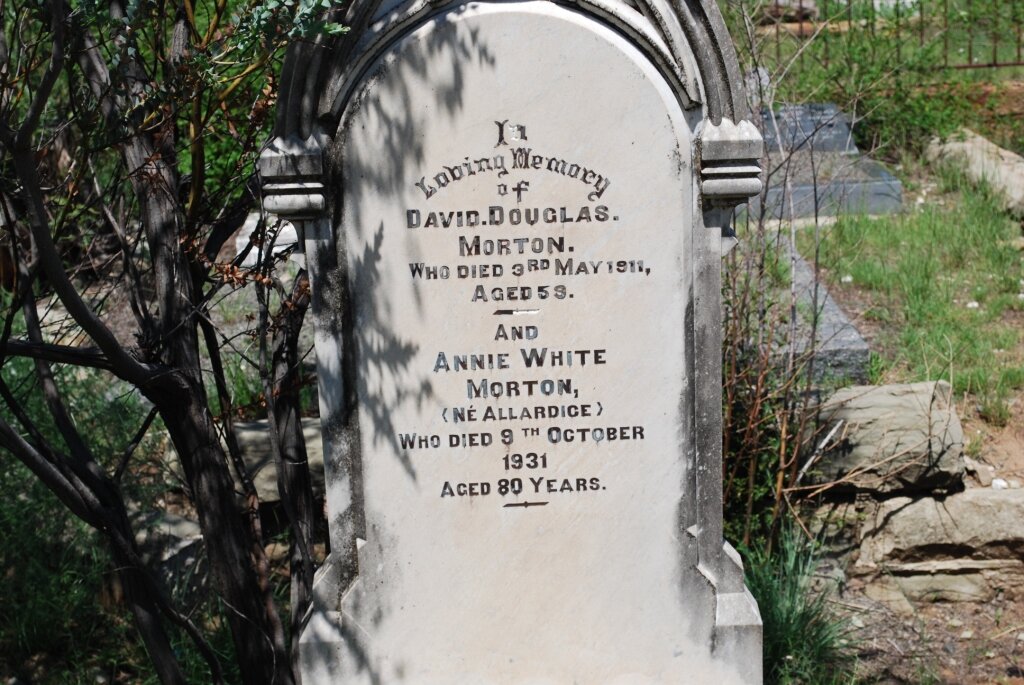 In
Loving Memory
of
DAVID. DOUGLAS.
MORTON.
WHO DIED 3RD MAY 1911,
AGED 59.
AND
ANNIE WHITE
MORTON,
(NÉ ALLARDICE)
WHO DIED 9TH OCTOBER
1931
AGED 80 YEARS.